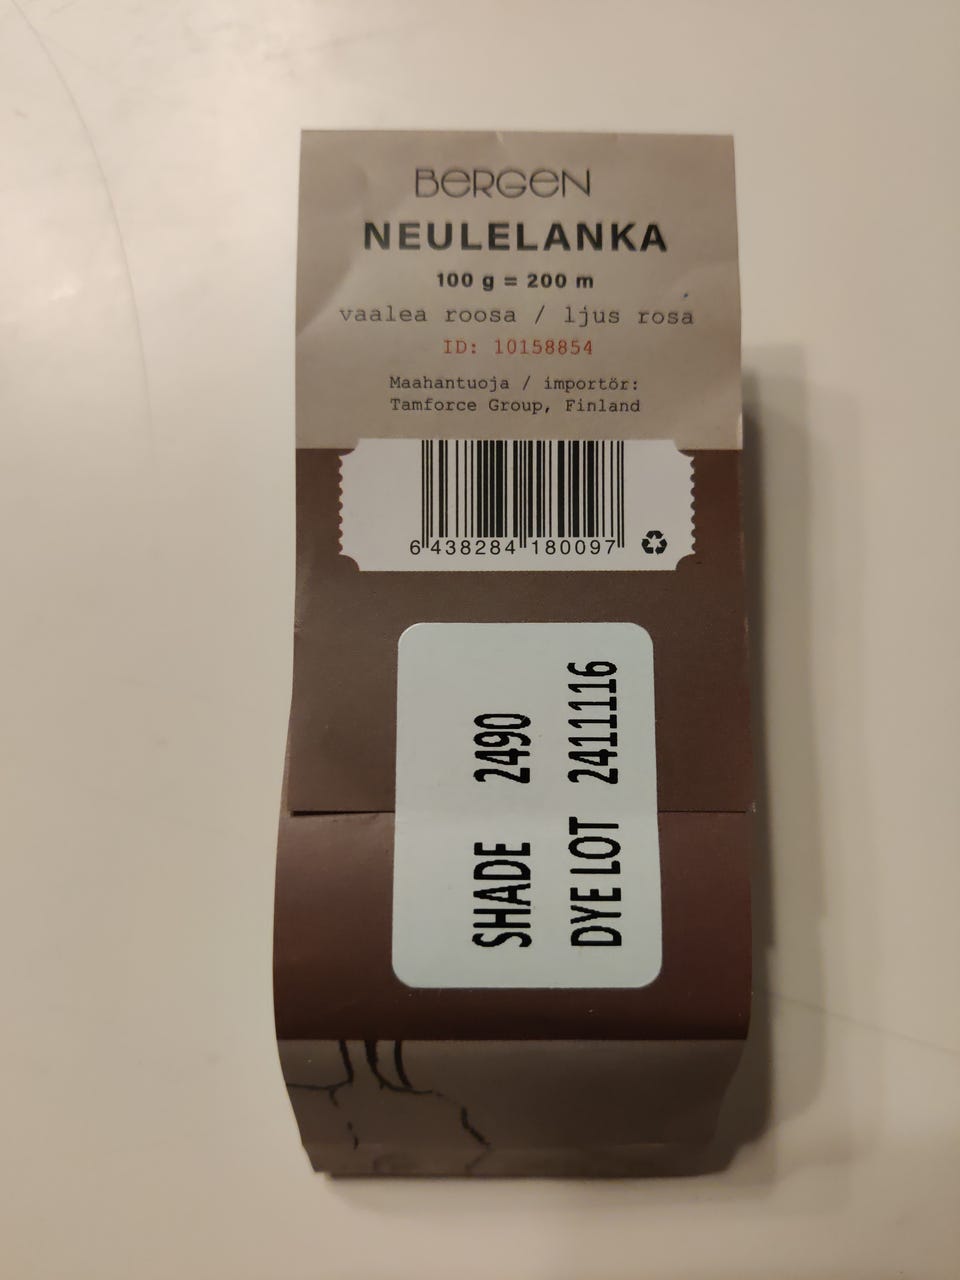 BERGEN
NEULELANKA
100 g = 200 m
vaalea roosa / ljus rosa
ID: 10158854
Maahantuoja / importör:
Tamforce Group, Finland
6 438284 180097
SHADE 2490
DYE LOT 2411116